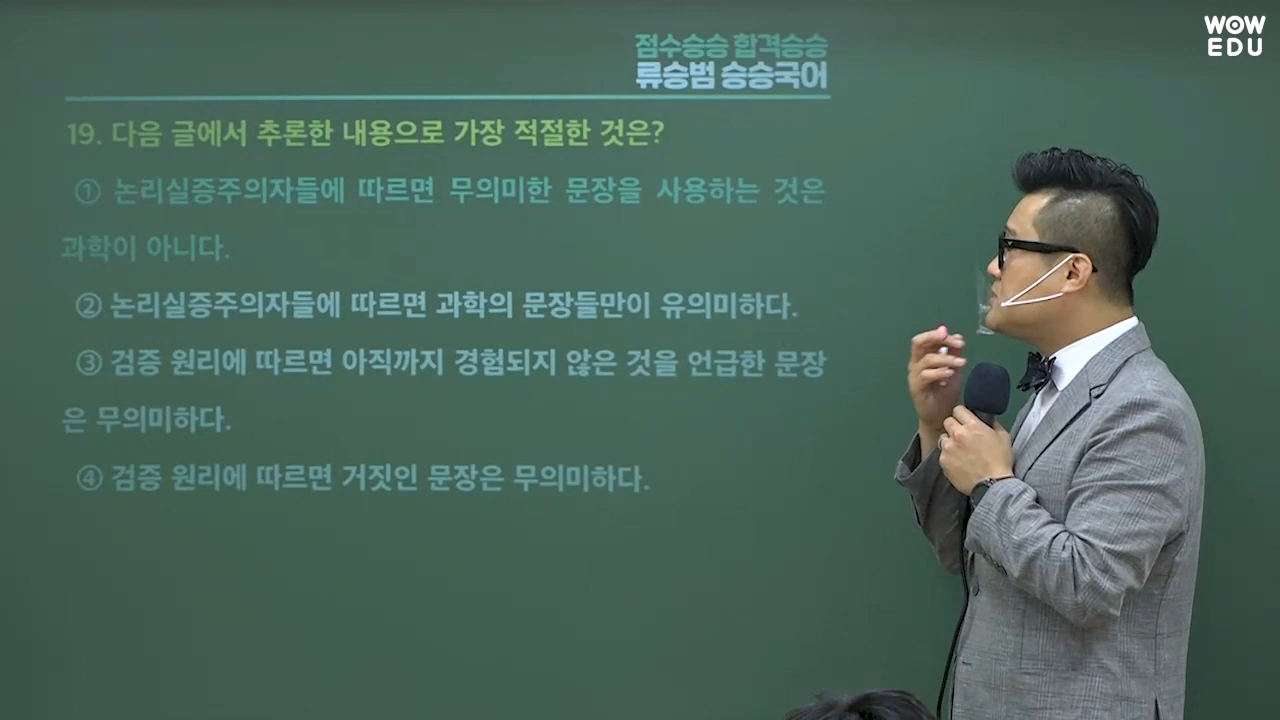 WOW
EDU
점수승승 합격승승
류승범 승승국어
19. 다음 글에서 추론한 내용으로 가장 적절한 것은?
① 논리실증주의자들에 따르면 무의미한 문장을 사용하는 것은
과학이 아니다.
② 논리실증주의자들에 따르면 과학의 문장들만이 유의미하다.
③ 검증 원리에 따르면 아직까지 경험되지 않은 것을 언급한 문장
은 무의미하다.
④ 검증 원리에 따르면 거짓인 문장은 무의미하다.